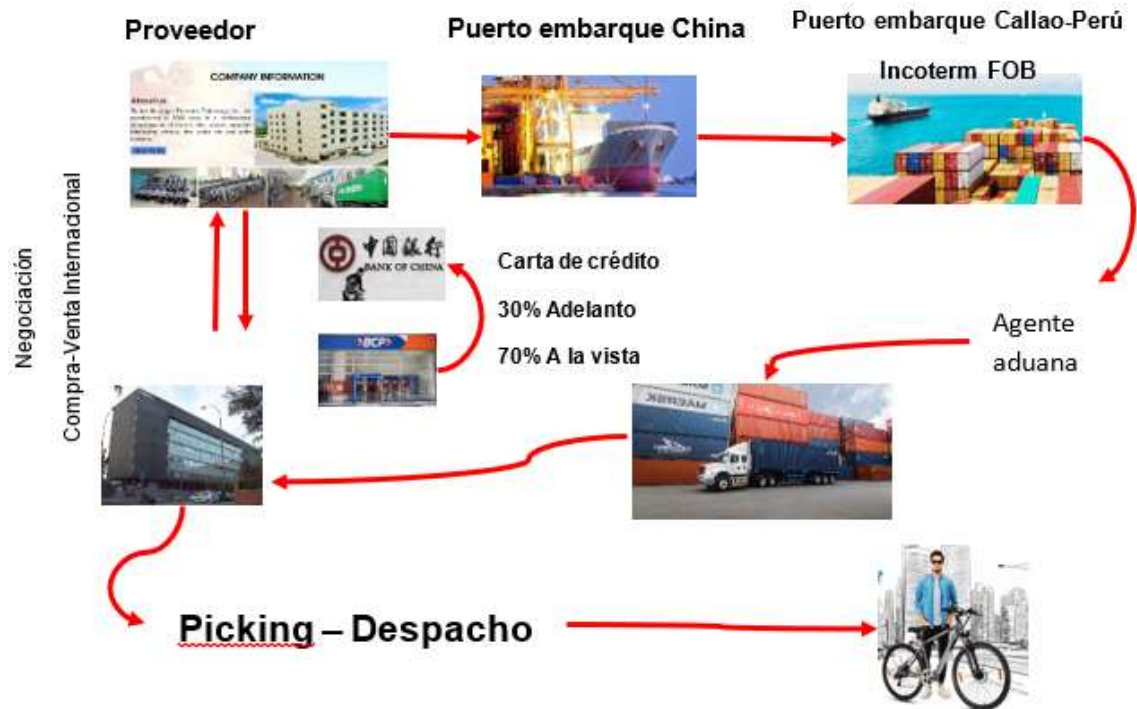 Proveedor
Puerto embarque China
Puerto embarque Callao-Perú
Incoterm FOB
COMPANY INFORMATION
Negociación
Compra-Venta Internacional
中国银行
BANK OF CHINA
Carta de crédito
30% Adelanto
70% A la vista
BCP
Agente
aduana
Picking – Despacho